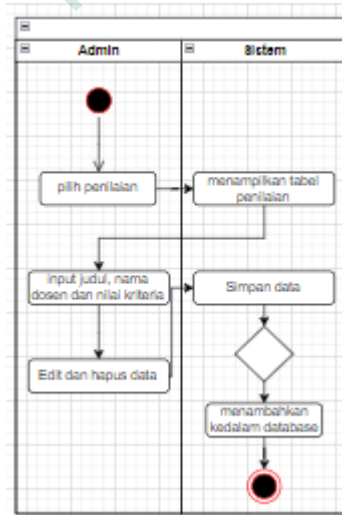 Admin
Sistem
pilih penilaian
menampilkan tabel
penilaian
input judul, nama
dosen dan nilai kriteria
Simpan data
Edit dan hapus data
menambahkan
kedalam database